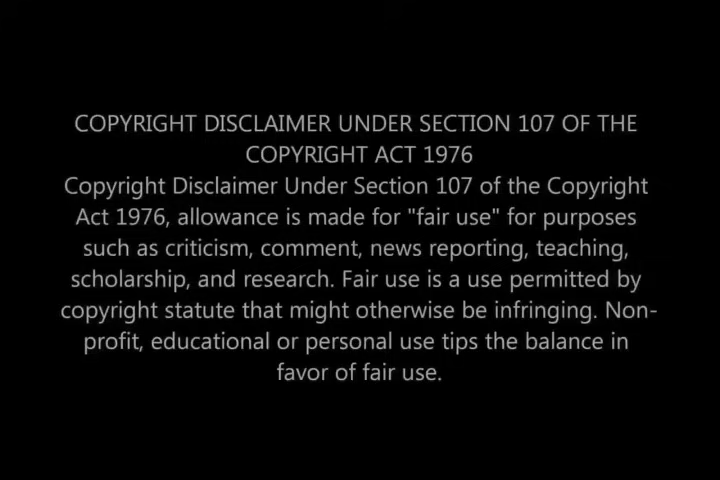 COPYRIGHT DISCLAIMER UNDER SECTION 107 OF THE
COPYRIGHT ACT 1976
Copyright Disclaimer Under Section 107 of the Copyright
Act 1976, allowance is made for "fair use" for purposes
such as criticism, comment, news reporting, teaching,
scholarship, and research. Fair use is a use permitted by
copyright statute that might otherwise be infringing. Non-
profit, educational or personal use tips the balance in
favor of fair use.